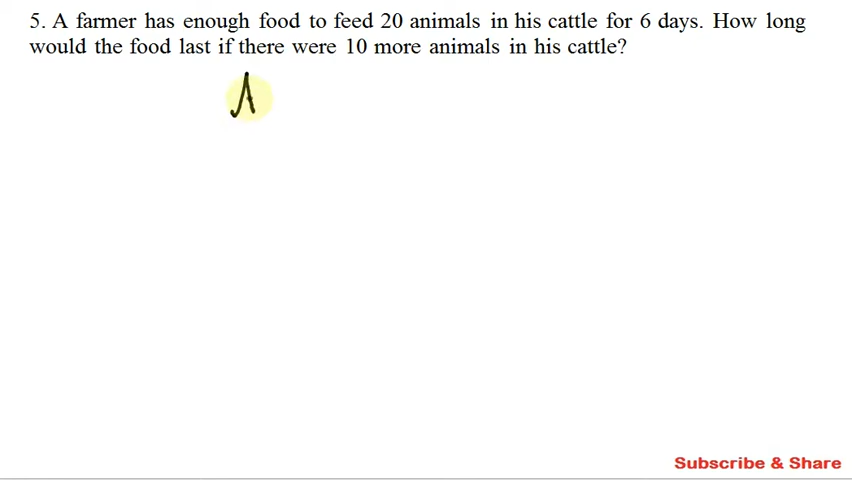 5. A farmer has enough food to feed 20 animals in his cattle for 6 days. How long
would the food last if there were 10 more animals in his cattle?
Subscribe & Share